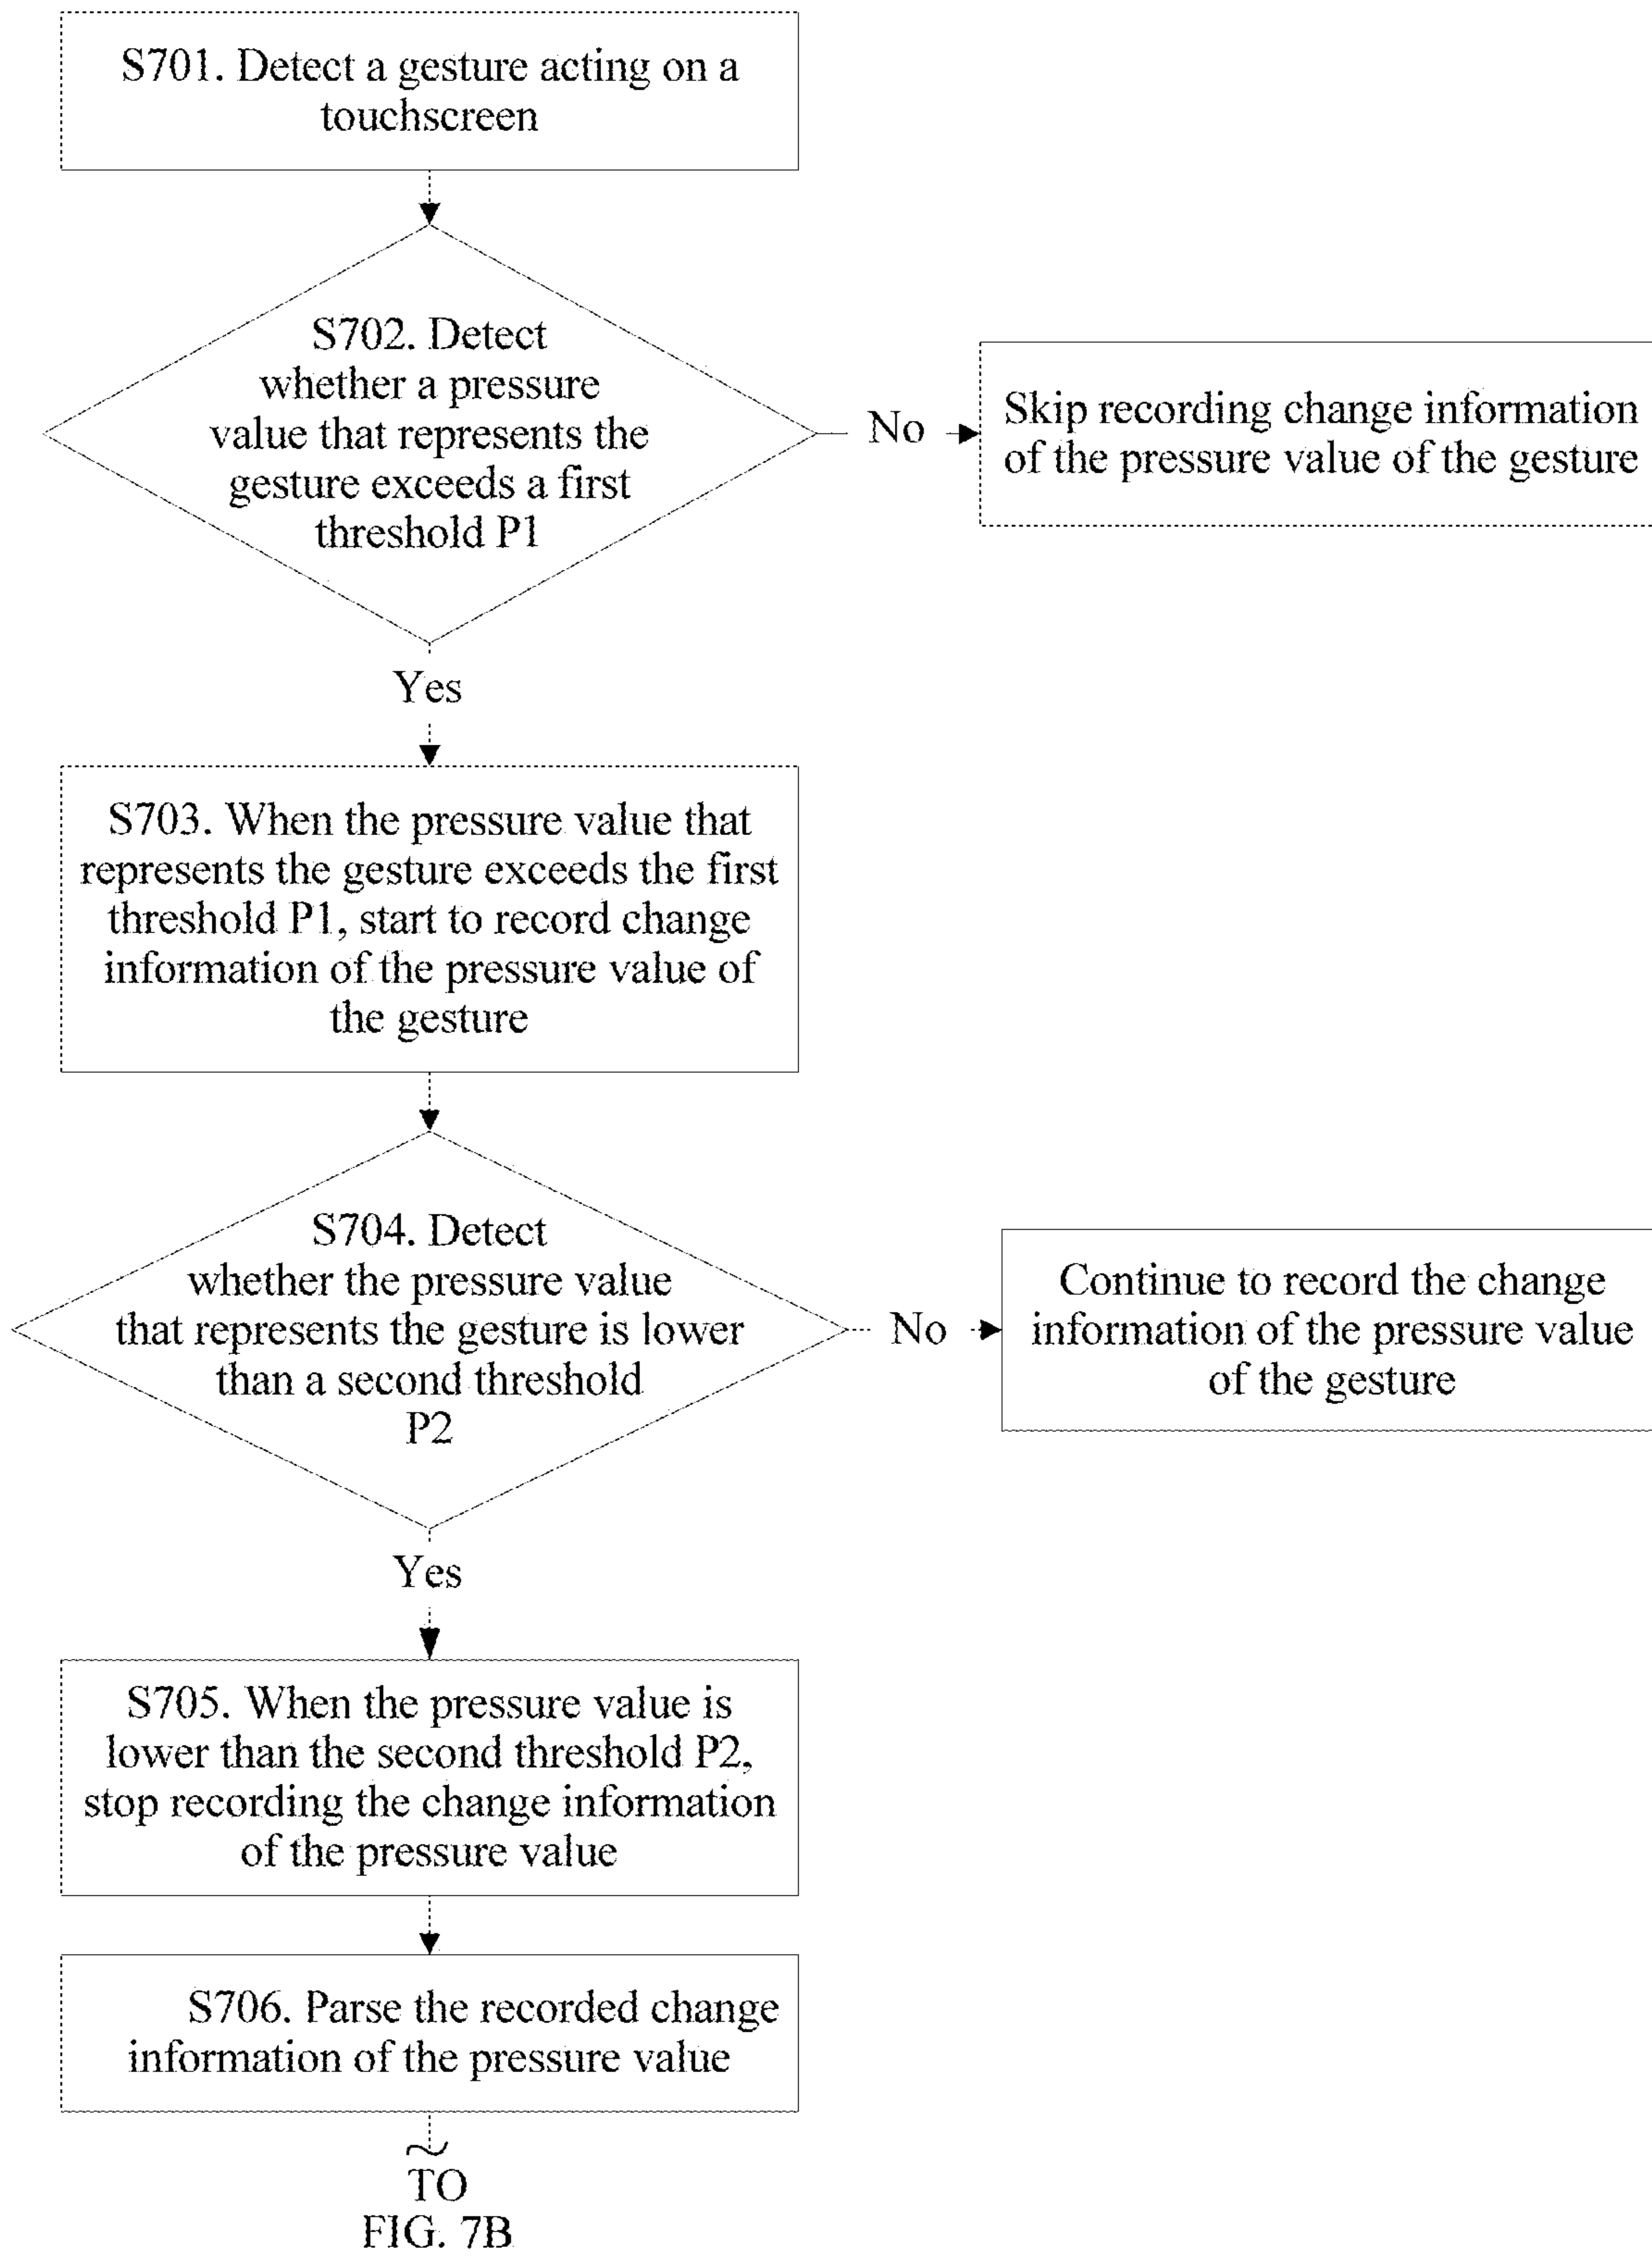 S701. Detect a gesture acting on a
touchscreen
S702. Detect
whether a pressure
value that represents the
gesture exceeds a first
threshold P1
No
Skip recording change information
of the pressure value of the gesture
Yes
S703. When the pressure value that
represents the gesture exceeds the first
threshold P1, start to record change
information of the pressure value of
the gesture
S704. Detect
whether the pressure value
that represents the gesture is lower
than a second threshold
P2
No
Continue to record the change
information of the pressure value
of the gesture
Yes
S705. When the pressure value is
lower than the second threshold P2,
stop recording the change information
of the pressure value
S706. Parse the recorded change
information of the pressure value
TO
FIG. 7B